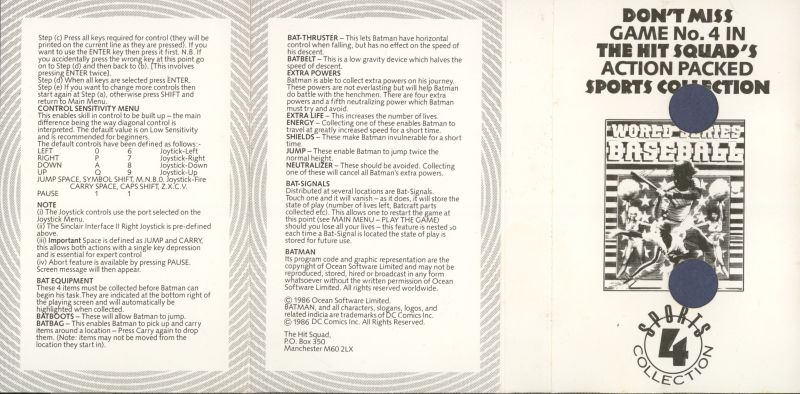 Step (c) Press all keys required for control (they will be
printed on the current line as they are pressed). If you
want to use the ENTER key then press it first. N.B. If
you accidentally press the wrong key at this point go
on to Step (d) and then back to (b). [This involves
pressing ENTER twice].
Step (d) When all keys are selected press ENTER.
Step (e) If you want to change more controls then
start again at Step (a), otherwise press SHIFT and
return to Main Menu.
CONTROL SENSITIVITY MENU
This enables skill in control to be built up – the main
difference being the way diagonal control is
interpreted. The default value is on Low Sensitivity
and is recommended for beginners.
The default controls have been defined as follows:-
LEFT O 6 Joytick-Left
RIGHT P 7 Joystick-Right
DOWN A 8 Joystick-Down
UP Q 9 Joystick-Up
JUMP SPACE, SYMBOL SHIFT, M.N.B.0. Joystick-Fire
CARRY SPACE, CAPS SHIFT, Z.X.C.V.
PAUSE 1 1
NOTE
(i) The Joystick controls use the port selected on the
Joystick Menu.
(ii) The Sinclair Interface II Right Joystick is pre-defined
above.
(iii) Important Space is defined as JUMP and CARRY,
this allows both actions with a single key depression
and is essential for expert control
(iv) Abort feature is available by pressing PAUSE.
Screen message will then appear.
BAT EQUIPMENT
These 4 items must be collected before Batman can
begin his task.They are indicated at the bottom right of
the playing screen and will automatically be
highlighted when collected.
BATBOOTS – These will allow Batman to jump.
BATBAG – This enables Batman to pick up and carry
items around a location – Press Carry again to drop
them. (Note: items may not be moved from the
location they start in).
BAT-THRUSTER – This lets Batman have horizontal
control when falling, but has no effect on the speed of
his descent.
BATBELT – This is a low gravity device which halves the
speed of descent.
EXTRA POWERS
Batman is able to collect extra powers on his journey.
These powers are not everlasting but will help Batman
do battle with the henchmen. There are four extra
powers and a fifth neutralizing power which Batman
must try and avoid.
EXTRA LIFE – This increases the number of lives.
ENERGY – Collecting one of these enables Batman to
travel at greatly increased speed for a short time.
SHIELDS – These make Batman invulnerable for a short
time.
JUMP – These enable Batman to jump twice the
normal height.
NEUTRALIZER – These should be avoided. Collecting
one of these will cancel all Batman's extra powers.
BAT-SIGNALS
Distributed at several locations are Bat-Signals.
Touch one and it will vanish – as it does, it will store the
state of play (number of lives left, Batcraft parts
collected etc). This allows one to restart the game at
this point (see MAIN MENU – PLAY THE GAME)
should you lose all your lives – this feature is nested so
each time a Bat-Signal is located the state of play is
stored for future use.
BATMAN
Its program code and graphic representation are the
copyright of Ocean Software Limited and may not be
reproduced, stored, hired or broadcast in any form
whatsoever without the written permission of Ocean
Software Limited. All rights reserved worldwide.
© 1986 Ocean Software Limited.
BATMAN, and all characters, slogans, logos, and
related indicia are trademarks of DC Comics Inc.
© 1986 DC Comics Inc. All Rights Reserved.
The Hit Squad,
P.O. Box 350
Manchester M60 2LX
DON'T MISS
GAME No. 4 IN
THE HIT SQUAD'S
ACTION PACKED
SPORTS COLLECTION
WORLD SERIES
BASEBALL
SPORTS
4
COLLECTION